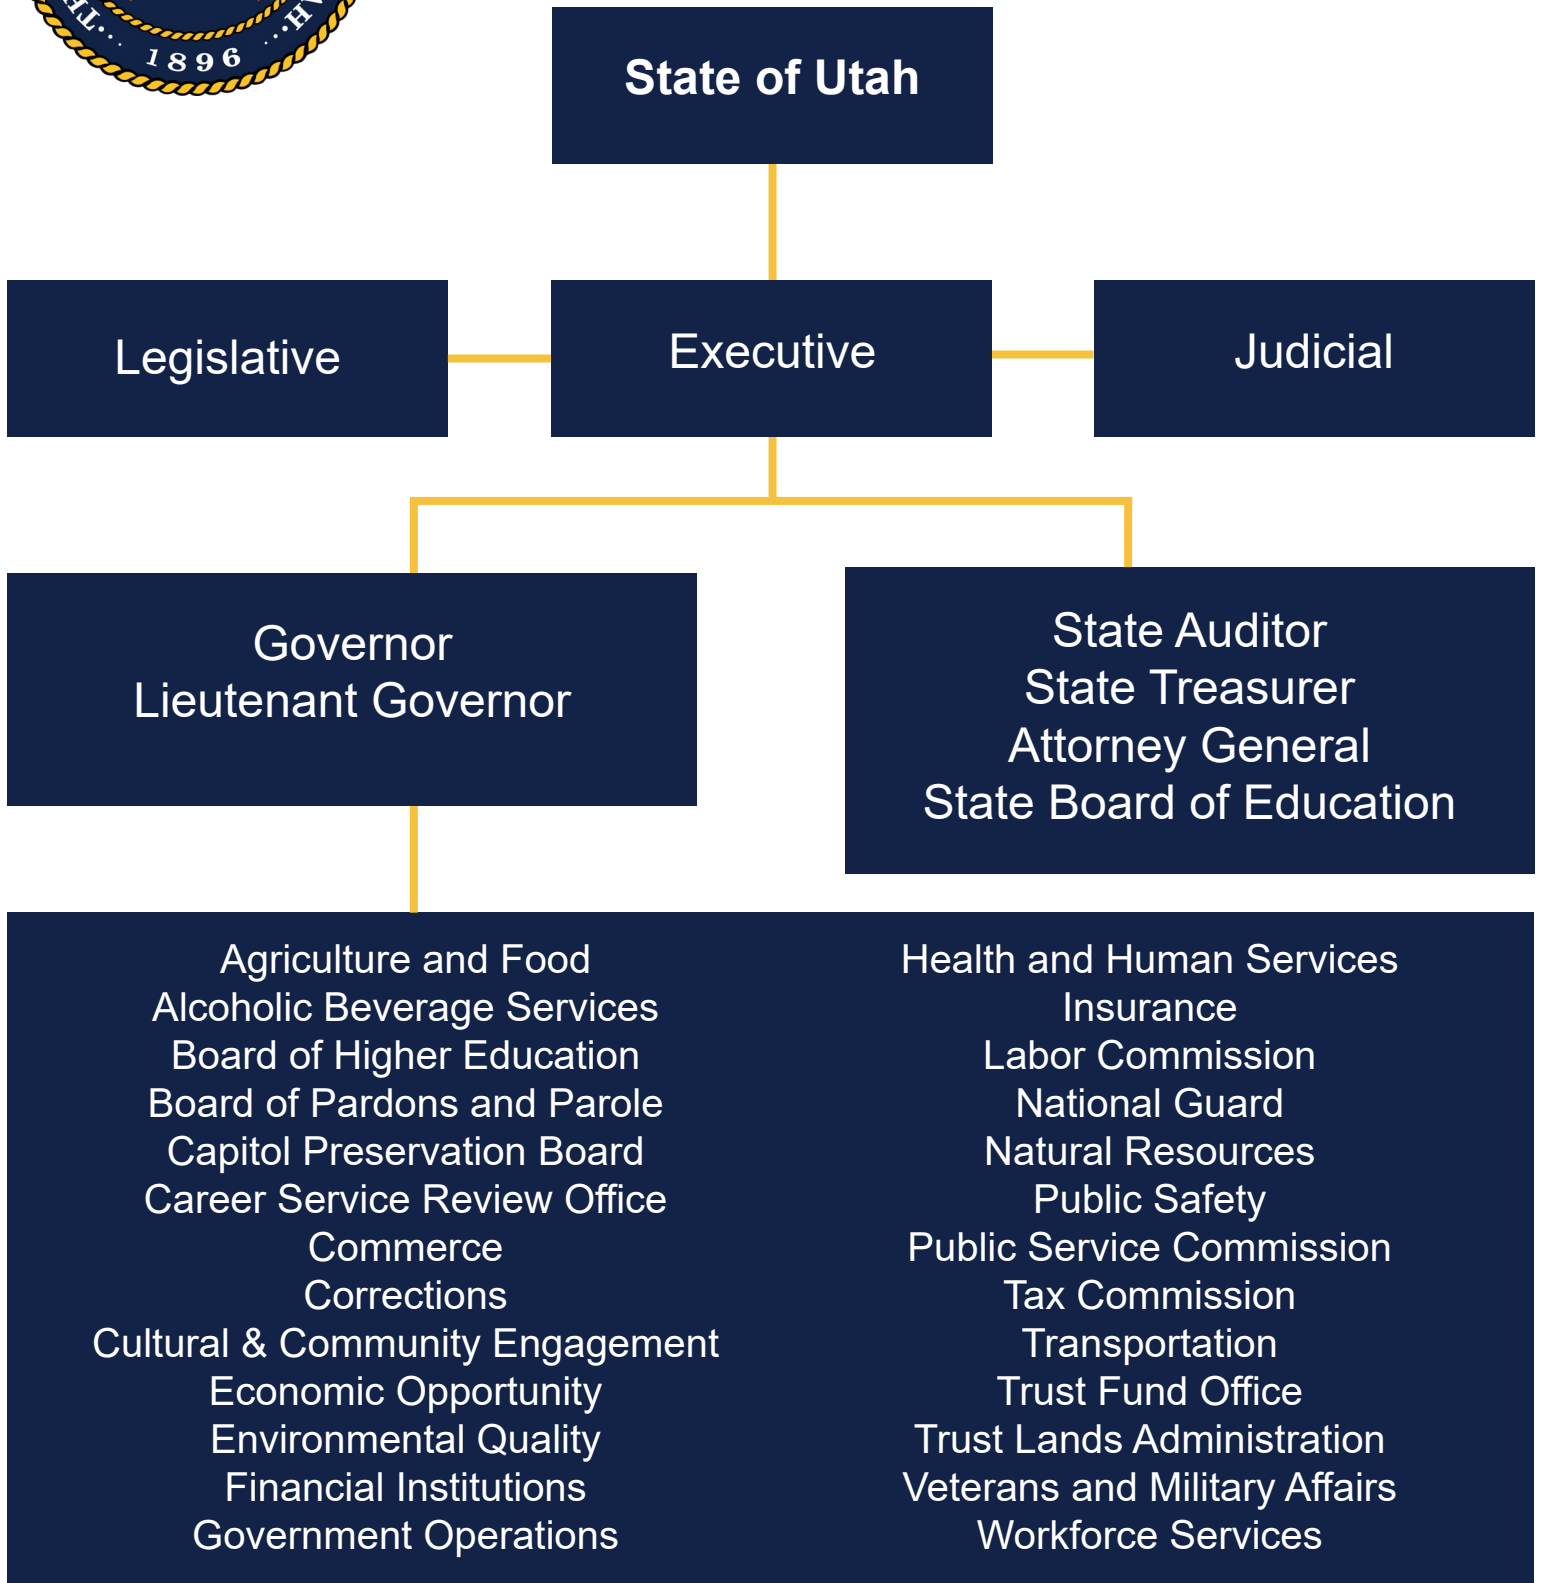 1896
State of Utah
Legislative
Executive
Judicial
Governor
Lieutenant Governor
State Auditor
State Treasurer
Attorney General
State Board of Education
Agriculture and Food
Alcoholic Beverage Services
Board of Higher Education
Board of Pardons and Parole
Capitol Preservation Board
Career Service Review Office
Commerce
Corrections
Cultural & Community Engagement
Economic Opportunity
Environmental Quality
Financial Institutions
Government Operations
Health and Human Services
Insurance
Labor Commission
National Guard
Natural Resources
Public Safety
Public Service Commission
Tax Commission
Transportation
Trust Fund Office
Trust Lands Administration
Veterans and Military Affairs
Workforce Services